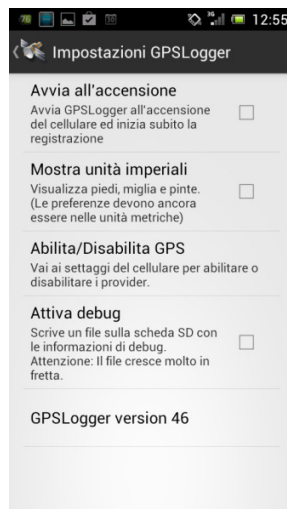 12:55
Impostazioni GPSLogger
Avvia all'accensione
Avvia GPSLogger all'accensione
del cellulare ed inizia subito la
registrazione
Mostra unità imperiali
Visualizza piedi, miglia e pinte.
(Le preferenze devono ancora
essere nelle unità metriche)
Abilita/Disabilita GPS
Vai ai settaggi del cellulare per abilitare o
disabilitare i provider.
Attiva debug
Scrive un file sulla scheda SD con
le informazioni di debug.
Attenzione: Il file cresce molto in
fretta.
GPSLogger version 46